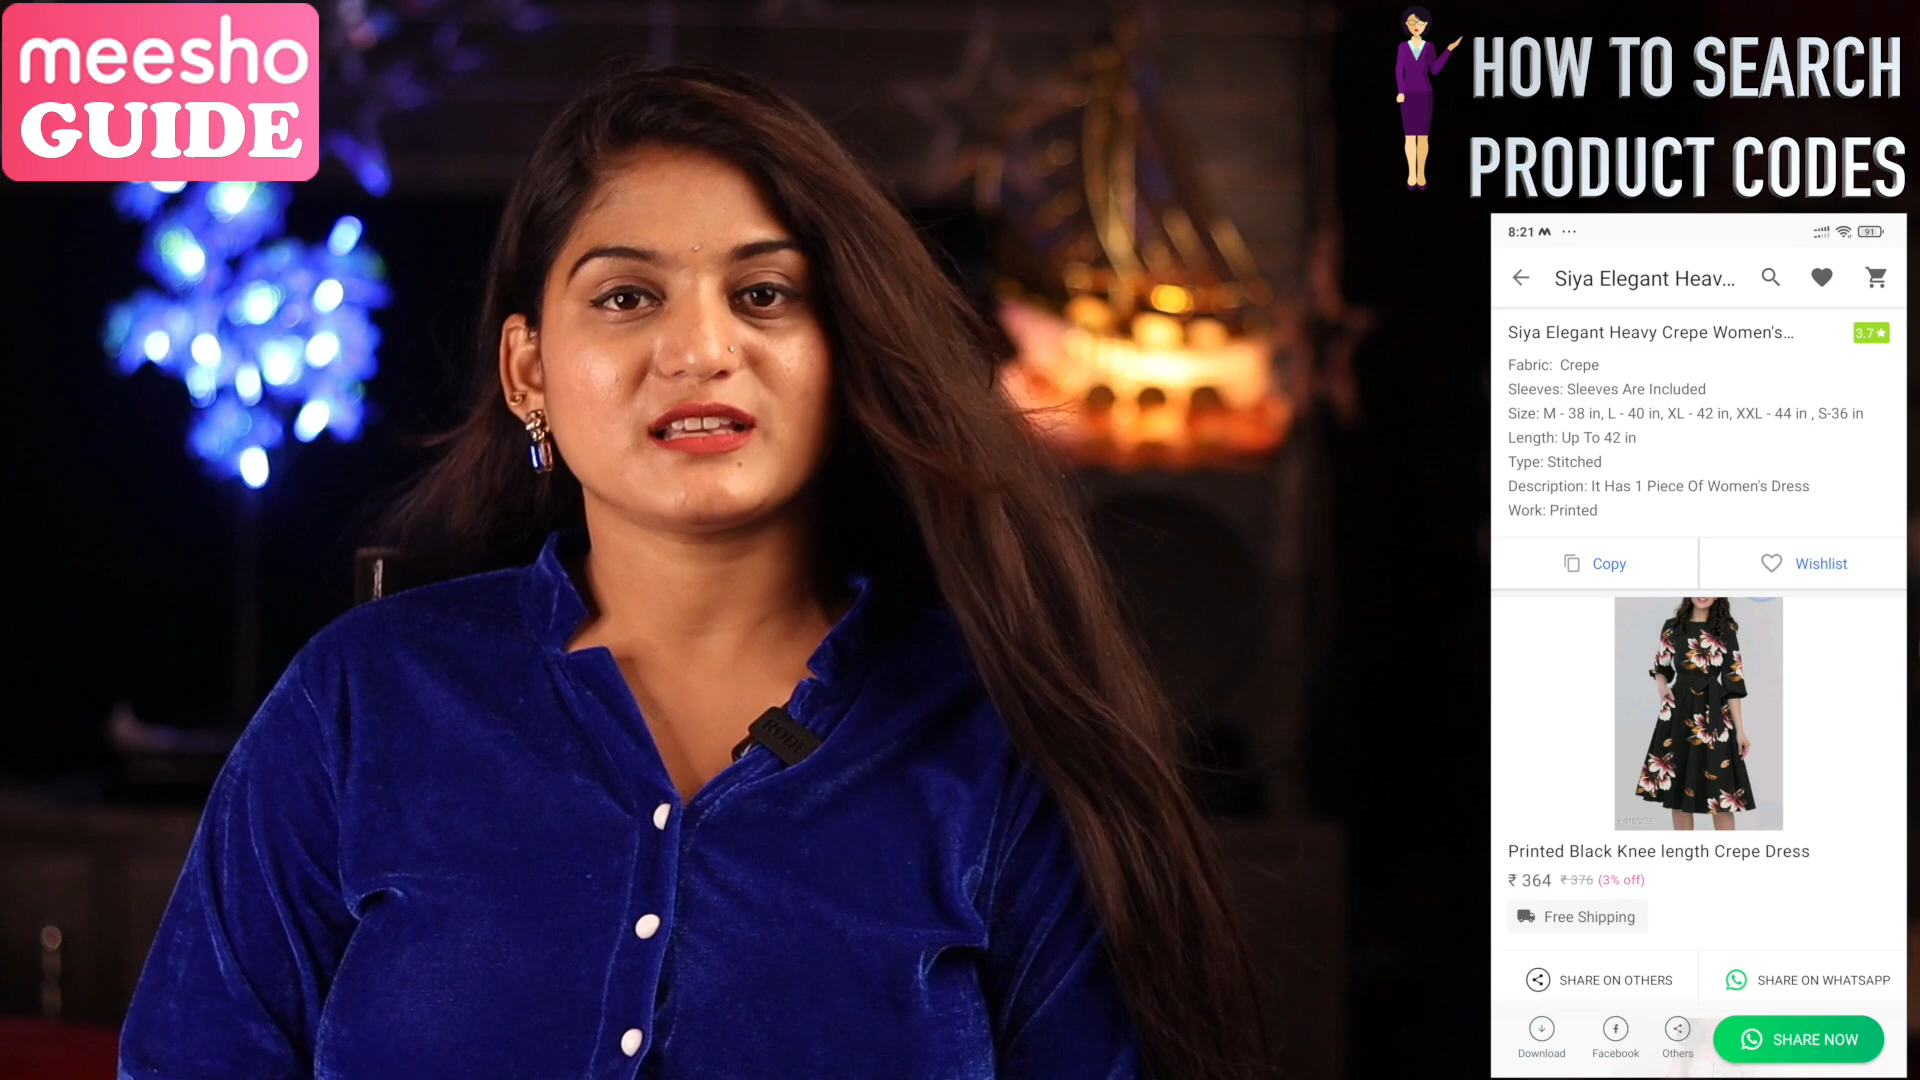 meesho
GUIDE
HOW TO SEARCH
PRODUCT CODES
8:21
91
Siya Elegant Heav...
Siya Elegant Heavy Crepe Women's...
3.7 ★
Fabric: Crepe
Sleeves: Sleeves Are Included
Size: M - 38 in, L - 40 in, XL - 42 in, XXL - 44 in , S-36 in
Length: Up To 42 in
Type: Stitched
Description: It Has 1 Piece Of Women's Dress
Work: Printed
Copy
Wishlist
Printed Black Knee length Crepe Dress
₹ 364 ₹ 376 (3% off)
Free Shipping
SHARE ON OTHERS
SHARE ON WHATSAPP
Download
Facebook
Others
SHARE NOW
RØDE